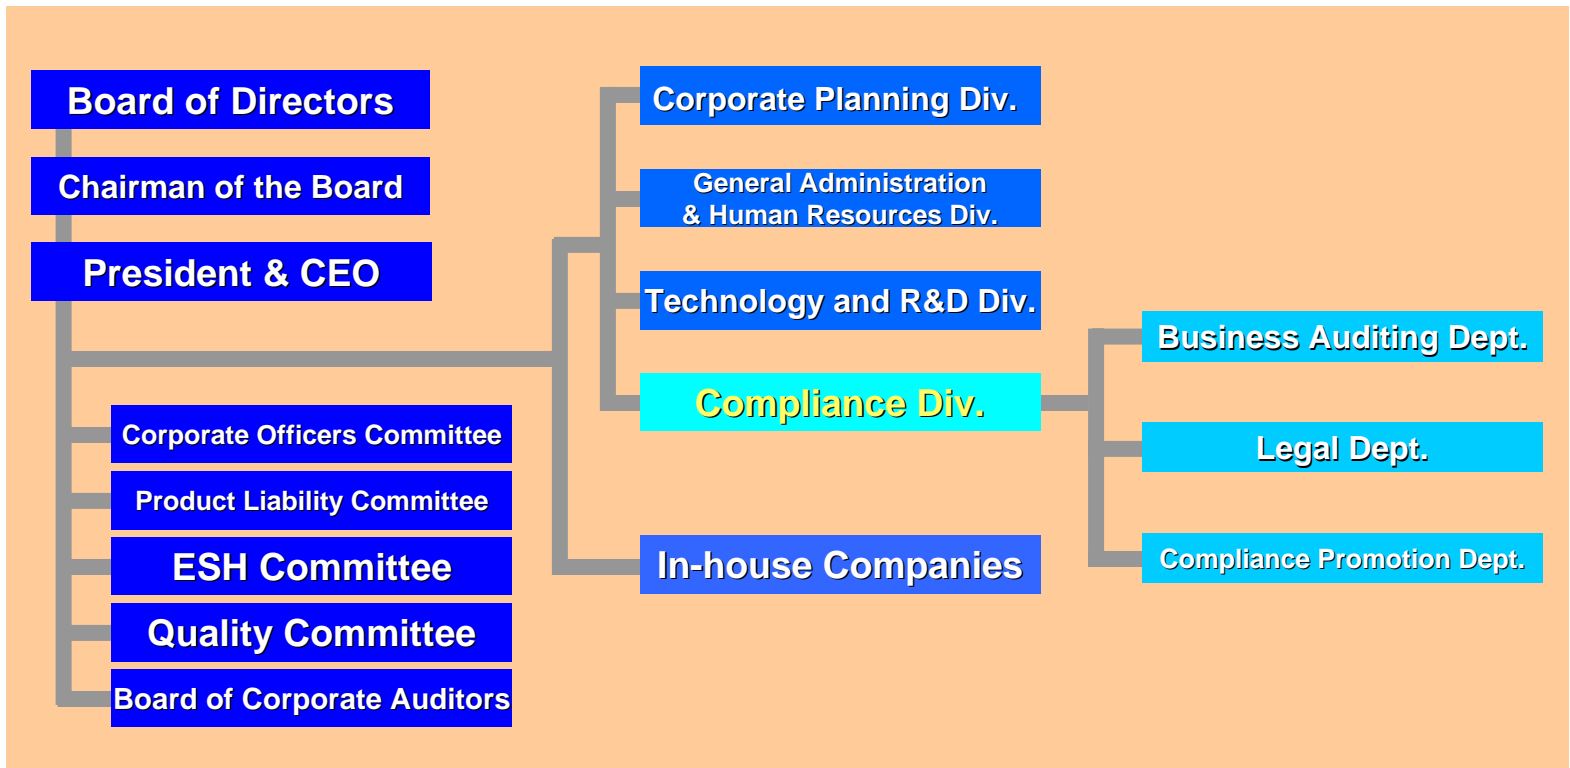 Board of Directors
Chairman of the Board
President & CEO
Corporate Officers Committee
Product Liability Committee
ESH Committee
Quality Committee
Board of Corporate Auditors
Corporate Planning Div.
General Administration
& Human Resources Div.
Technology and R&D Div.
Compliance Div.
In-house Companies
Business Auditing Dept.
Legal Dept.
Compliance Promotion Dept.